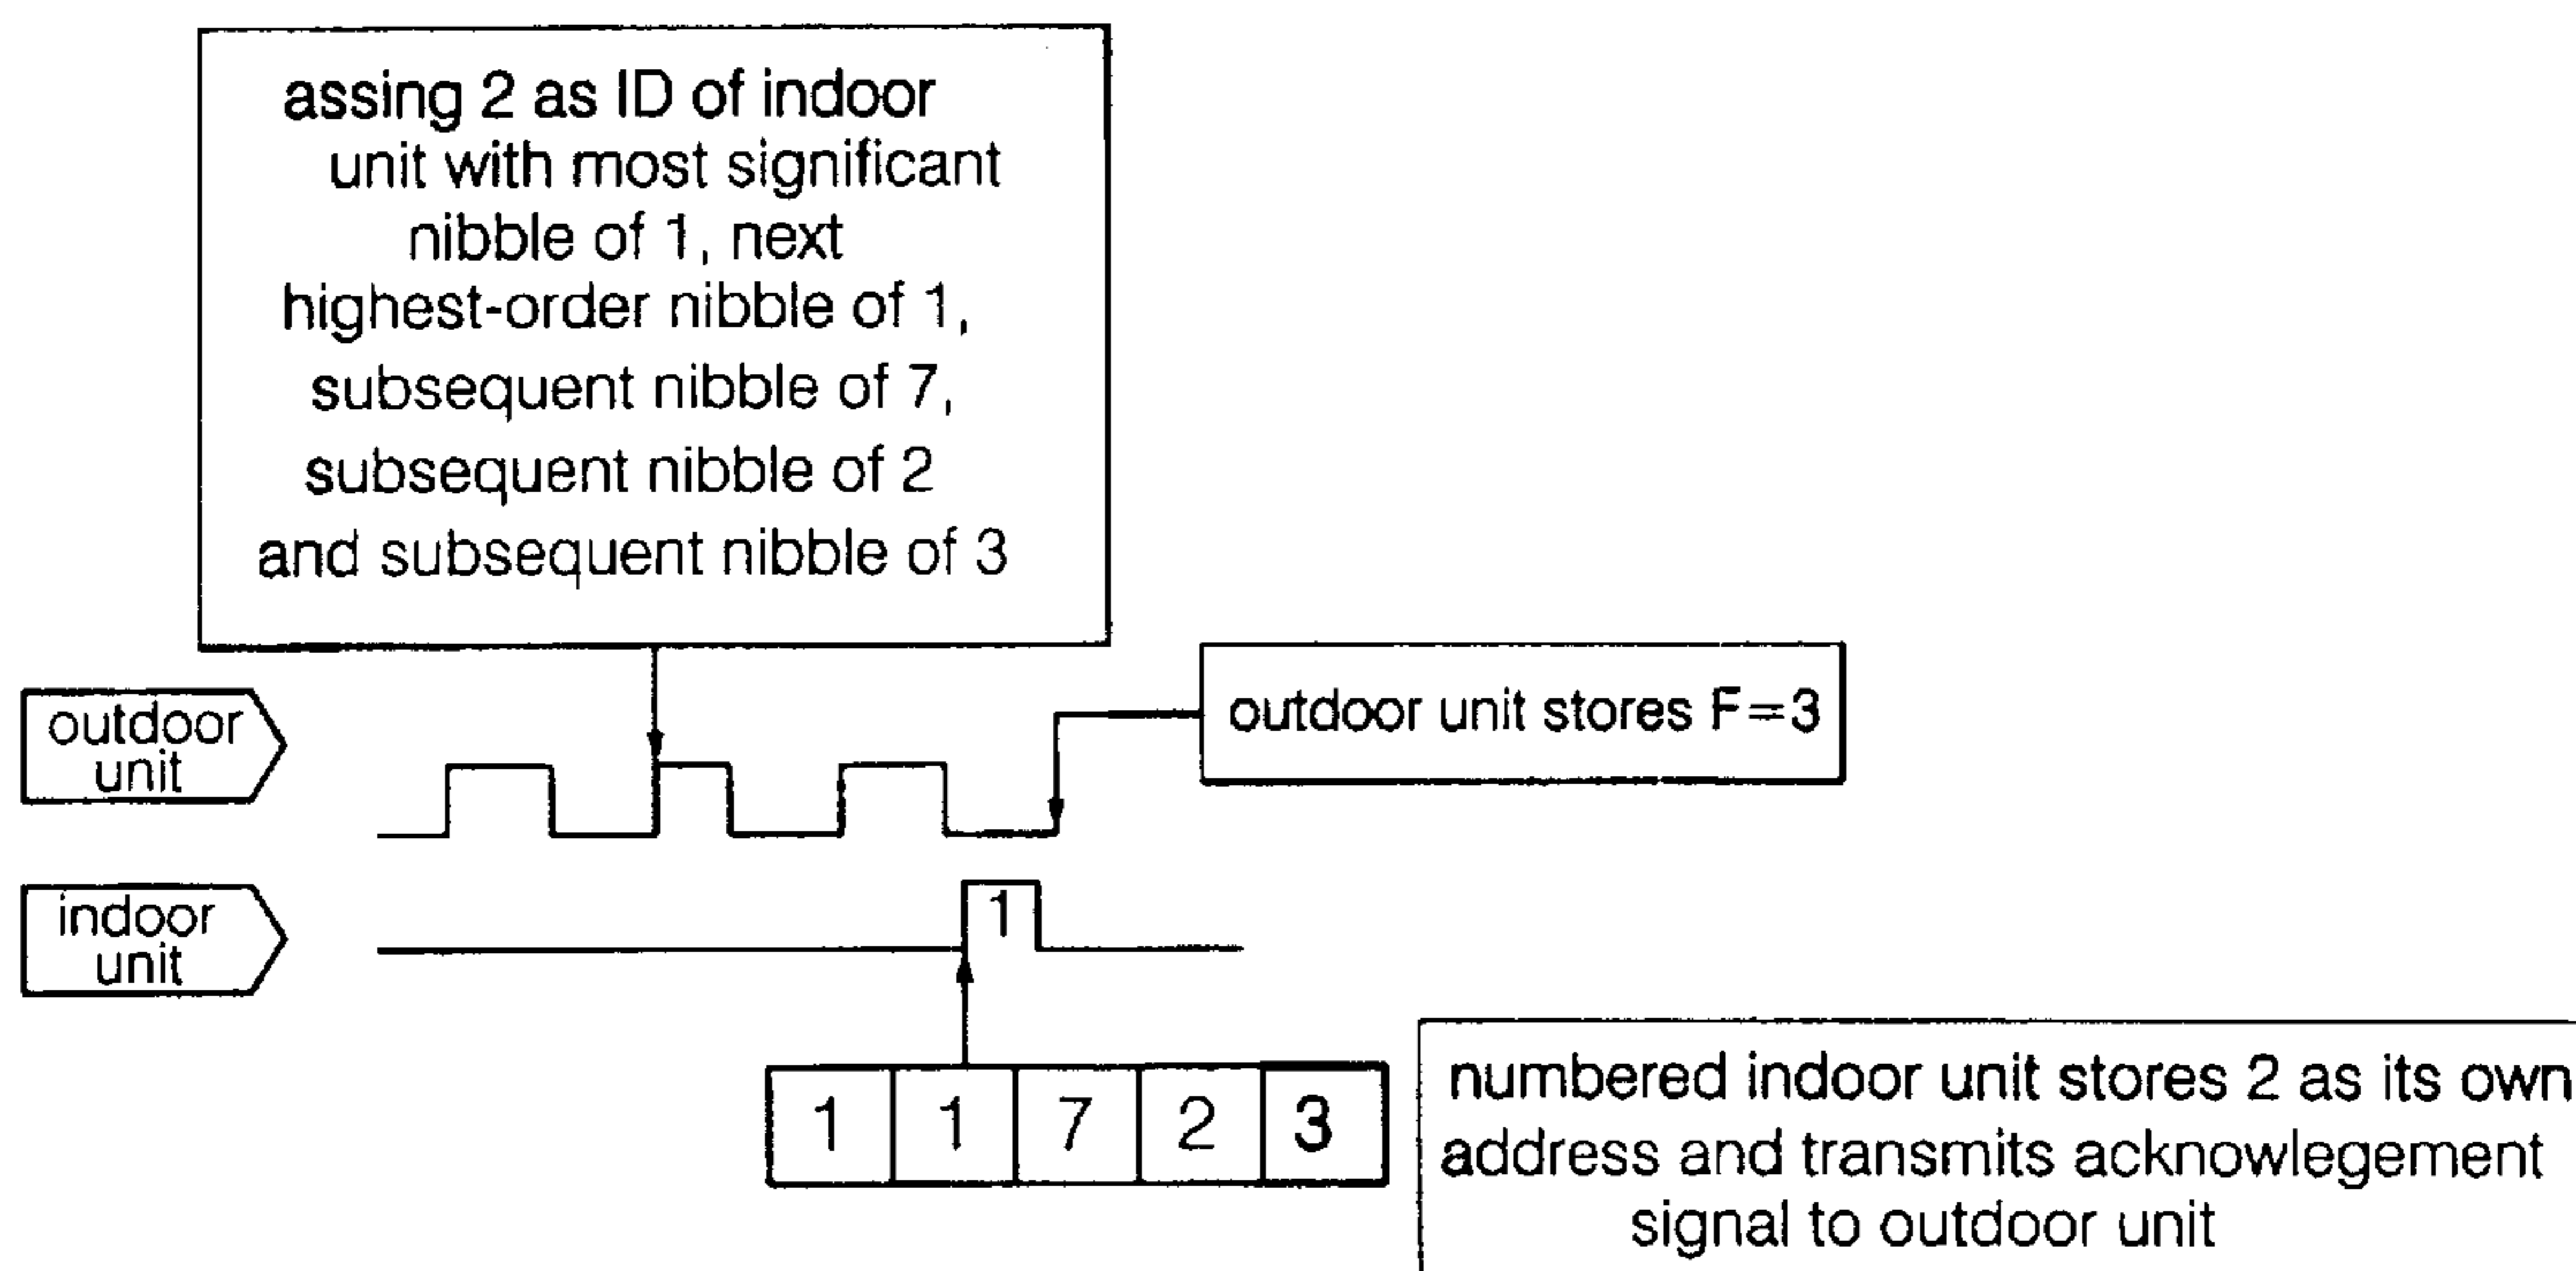 assing 2 as ID of indoor
unit with most significant
nibble of 1, next
highest-order nibble of 1,
subsequent nibble of 7,
subsequent nibble of 2
and subsequent nibble of 3
outdoor unit stores F=3
outdoor
unit
indoor
unit
1
1 1 7 2 3
numbered indoor unit stores 2 as its own
address and transmits acknowlegement
signal to outdoor unit